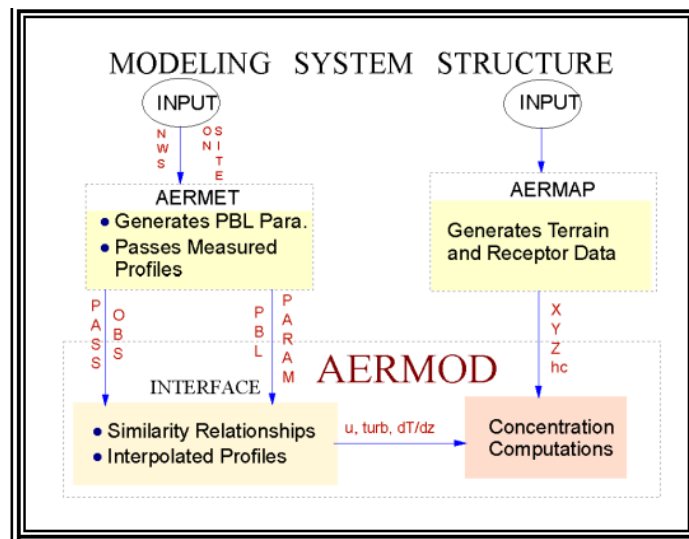 MODELING SYSTEM STRUCTURE
INPUT
INPUT
NWS
ON
SITE
AERMET
• Generates PBL Para.
• Passes Measured
Profiles
AERMAP
Generates Terrain
and Receptor Data
PASS
OBS
PBL
PARAM
X
Y
Z
hc
AERMOD
INTERFACE
• Similarity Relationships
• Interpolated Profiles
u, turb, dT/dz
Concentration
Computations